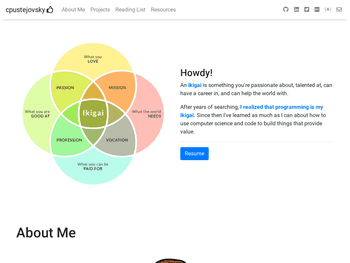 cpustejovsky
About Me
Projects
Reading List
Resources
What you
LOVE
PASSION
MISSION
What you are
GOOD AT
Ikigai
What the world
NEEDS
PROFESSION
VOCATION
What you can be
PAID FOR
Howdy!
An Ikigai is something you're passionate about, talented at, can
have a career in, and can help the world with.
After years of searching, I realized that programming is my
ikigai. Since then I've learned as much as I can about how to
use computer science and code to build things that provide
value.
Resume
About Me